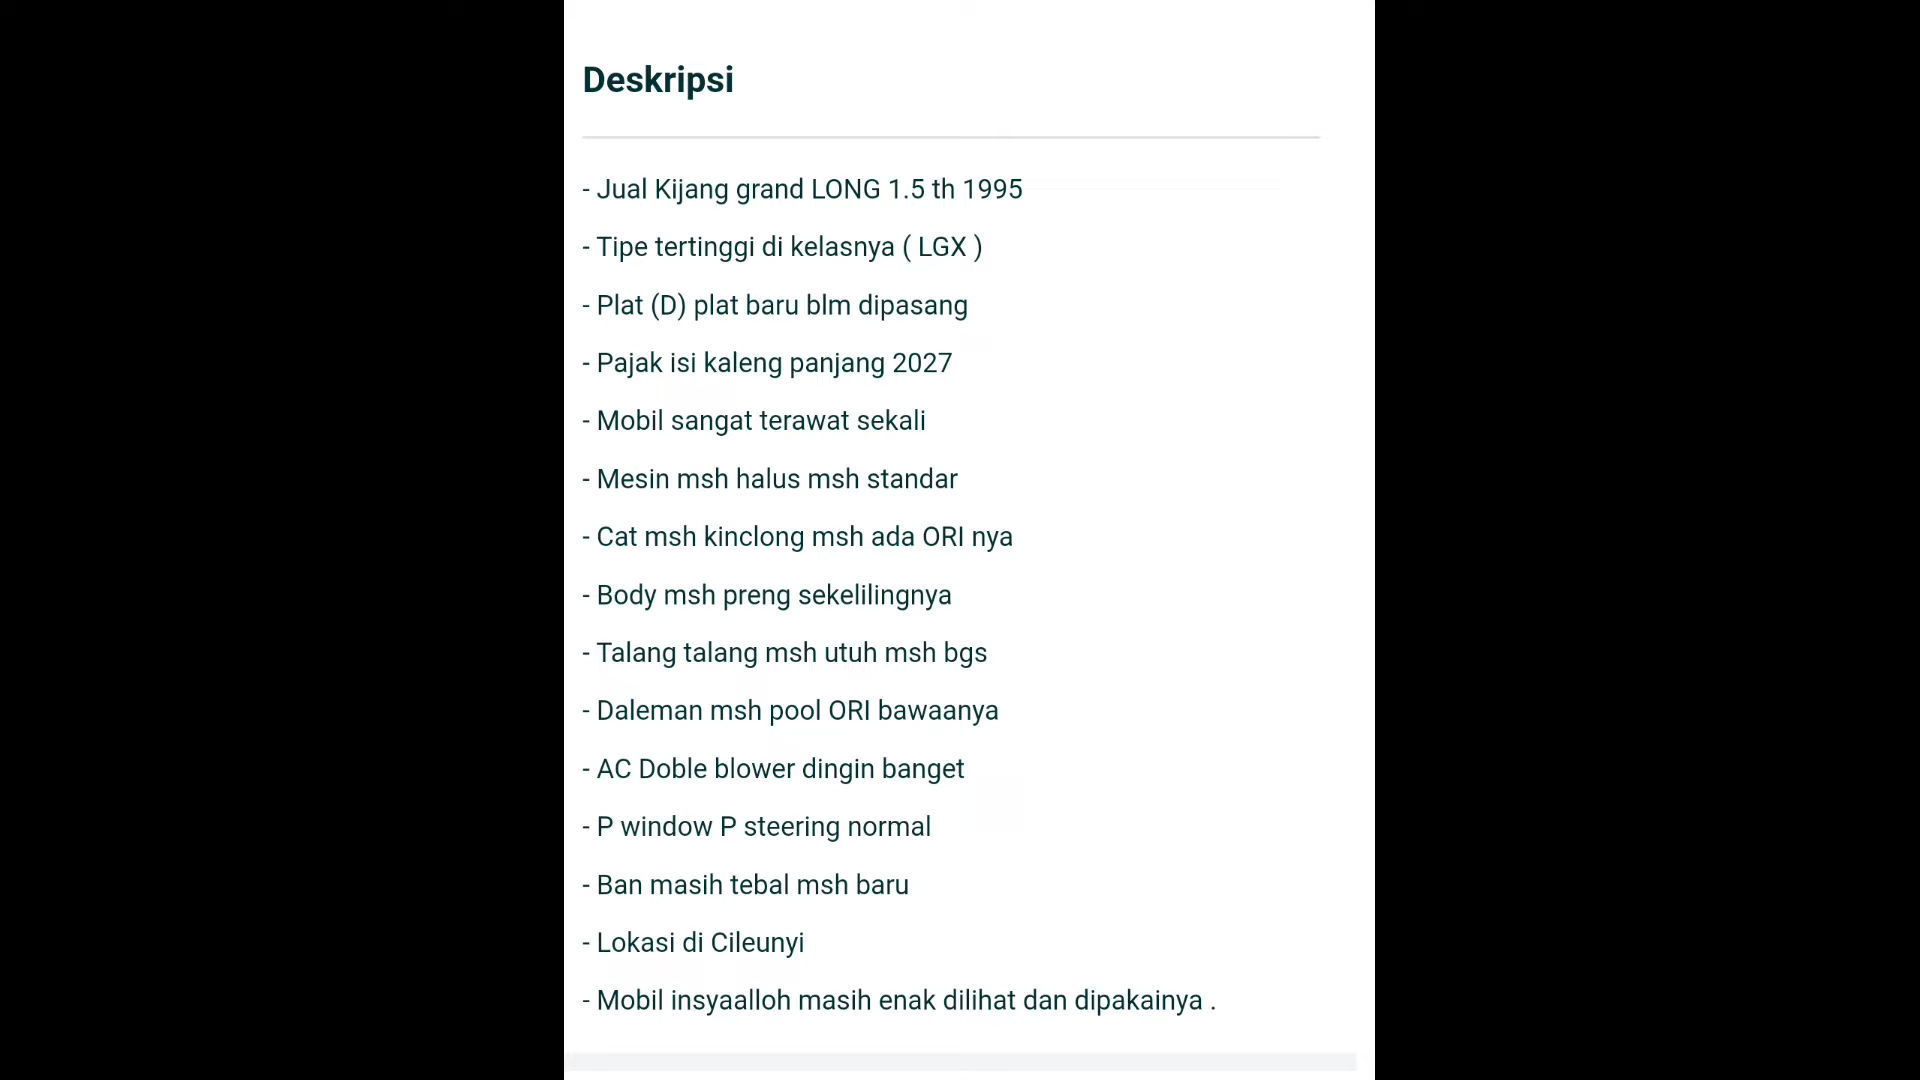 Deskripsi
- Jual Kijang grand LONG 1.5 th 1995
- Tipe tertinggi di kelasnya ( LGX )
- Plat (D) plat baru blm dipasang
- Pajak isi kaleng panjang 2027
- Mobil sangat terawat sekali
- Mesin msh halus msh standar
- Cat msh kinclong msh ada ORI nya
- Body msh preng sekelilingnya
- Talang talang msh utuh msh bgs
- Daleman msh pool ORI bawaanya
- AC Doble blower dingin banget
- P window P steering normal
- Ban masih tebal msh baru
- Lokasi di Cileunyi
- Mobil insyaalloh masih enak dilihat dan dipakainya .